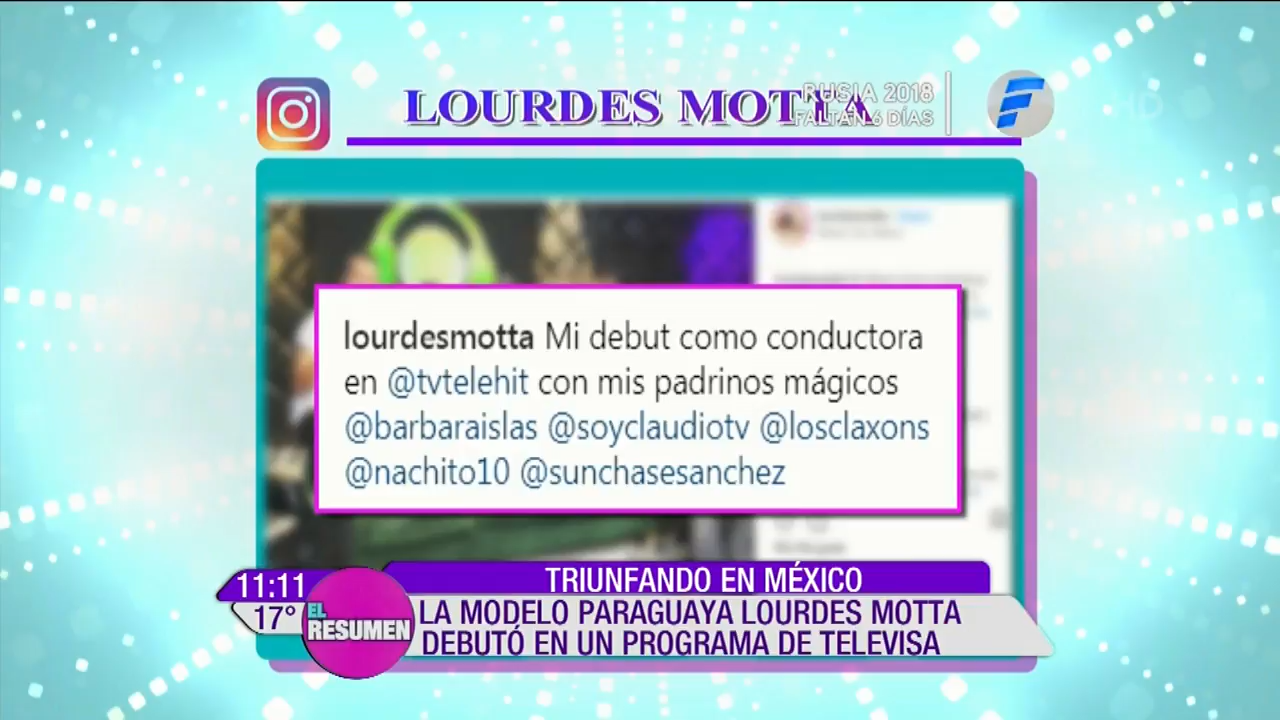 LOURDES MOTTA
RUSIA 2018
FALTAN 6 DÍAS
HD
lourdesmotta Mi debut como conductora
en @tvtelehit con mis padrinos mágicos
@barbaraislas @soyclaudiotv @losclaxons
@nachito10 @sunchasesanchez
11:11
17°
EL
RESUMEN
TRIUNFANDO EN MÉXICO
LA MODELO PARAGUAYA LOURDES MOTTA
DEBUTÓ EN UN PROGRAMA DE TELEVISA